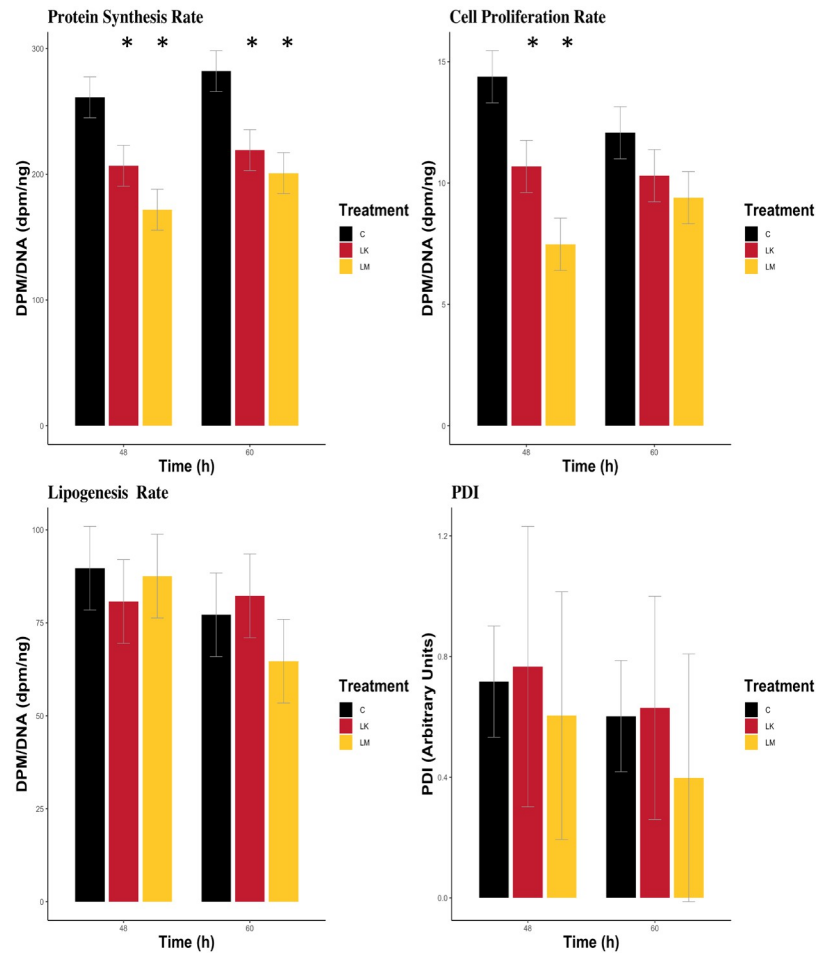 Protein Synthesis Rate
* * * *
300
200
100
0
DPM/DNA (dpm/ng)
48
60
Time (h)
Treatment
C
LK
LM
Cell Proliferation Rate
* *
15
10
5
0
DPM/DNA (dpm/ng)
48
60
Time (h)
Treatment
C
LK
LM
Lipogenesis Rate
100
75
50
25
0
DPM/DNA (dpm/ng)
48
60
Time (h)
Treatment
C
LK
LM
PDI
1.2
0.8
0.4
0.0
PDI (Arbitrary Units)
48
60
Time (h)
Treatment
C
LK
LM